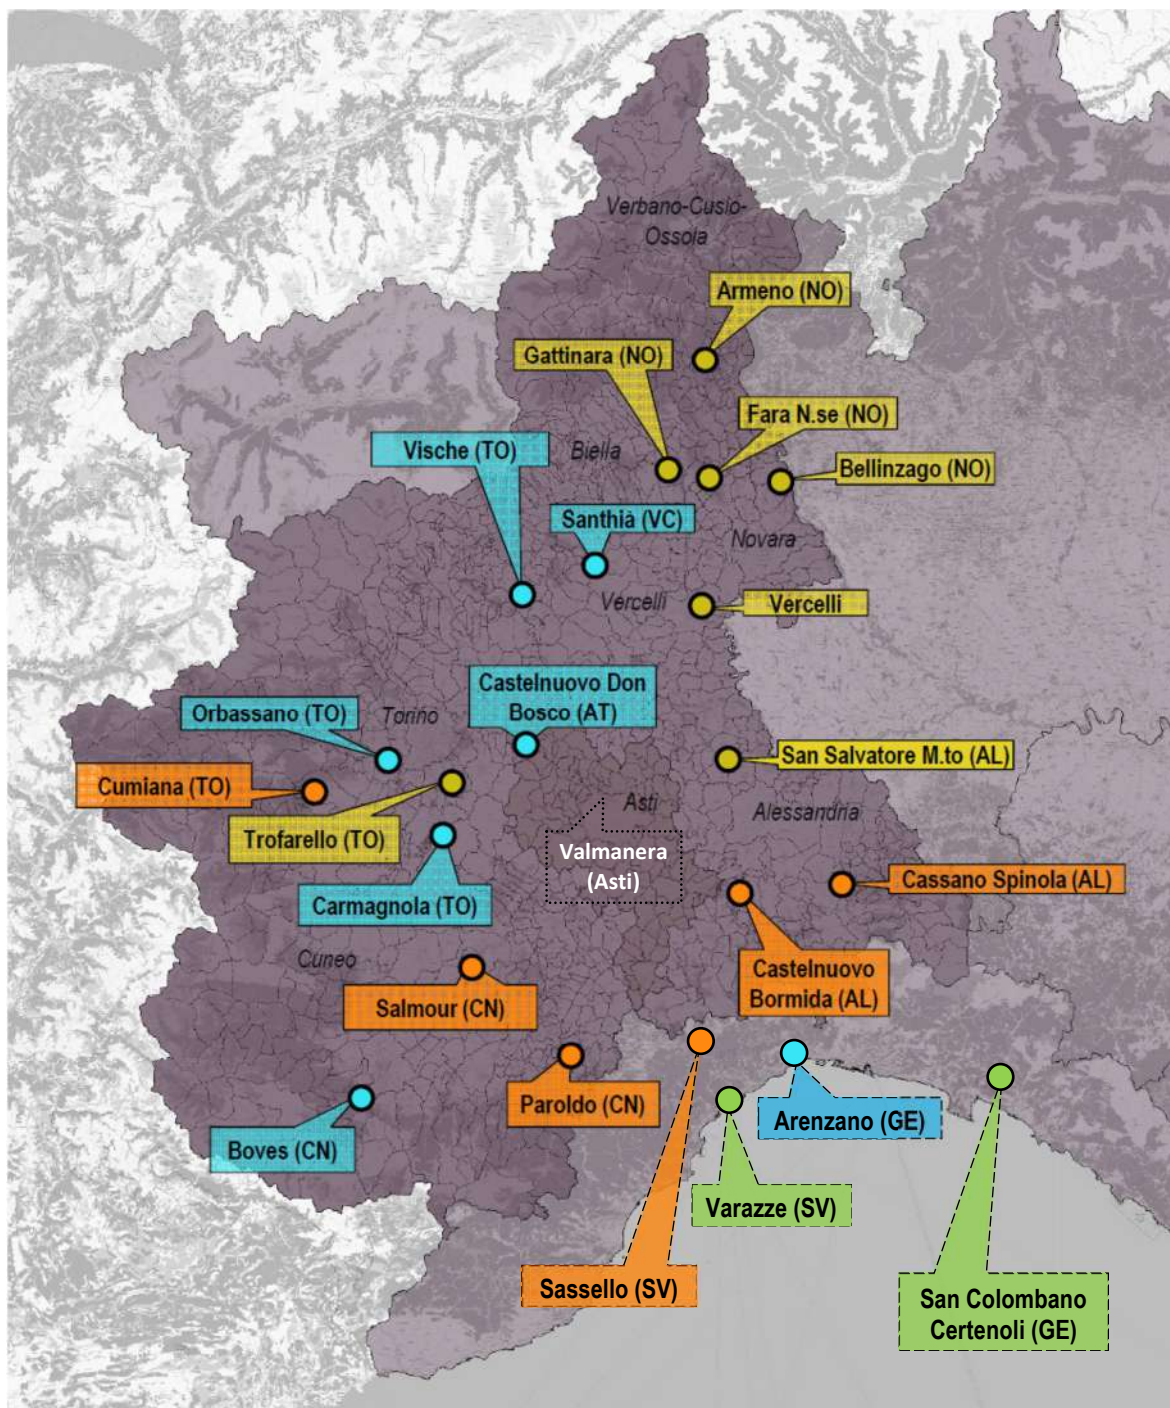 Verbano-Cusio-
Ossola
Armeno (NO)
Gattinara (NO)
Fara N.se (NO)
Vische (TO)
Biella
Bellinzago (NO)
Santhià (VC)
Novara
Vercelli
Vercelli
Castelnuovo Don
Bosco (AT)
Orbassano (TO)
Torino
San Salvatore M.to (AL)
Cumiana (TO)
Asti
Alessandria
Trofarello (TO)
Valmanera
(Asti)
Cassano Spinola (AL)
Carmagnola (TO)
Cuneo
Castelnuovo
Bormida (AL)
Salmour (CN)
Paroldo (CN)
Arenzano (GE)
Boves (CN)
Varazze (SV)
Sassello (SV)
San Colombano
Certenoli (GE)